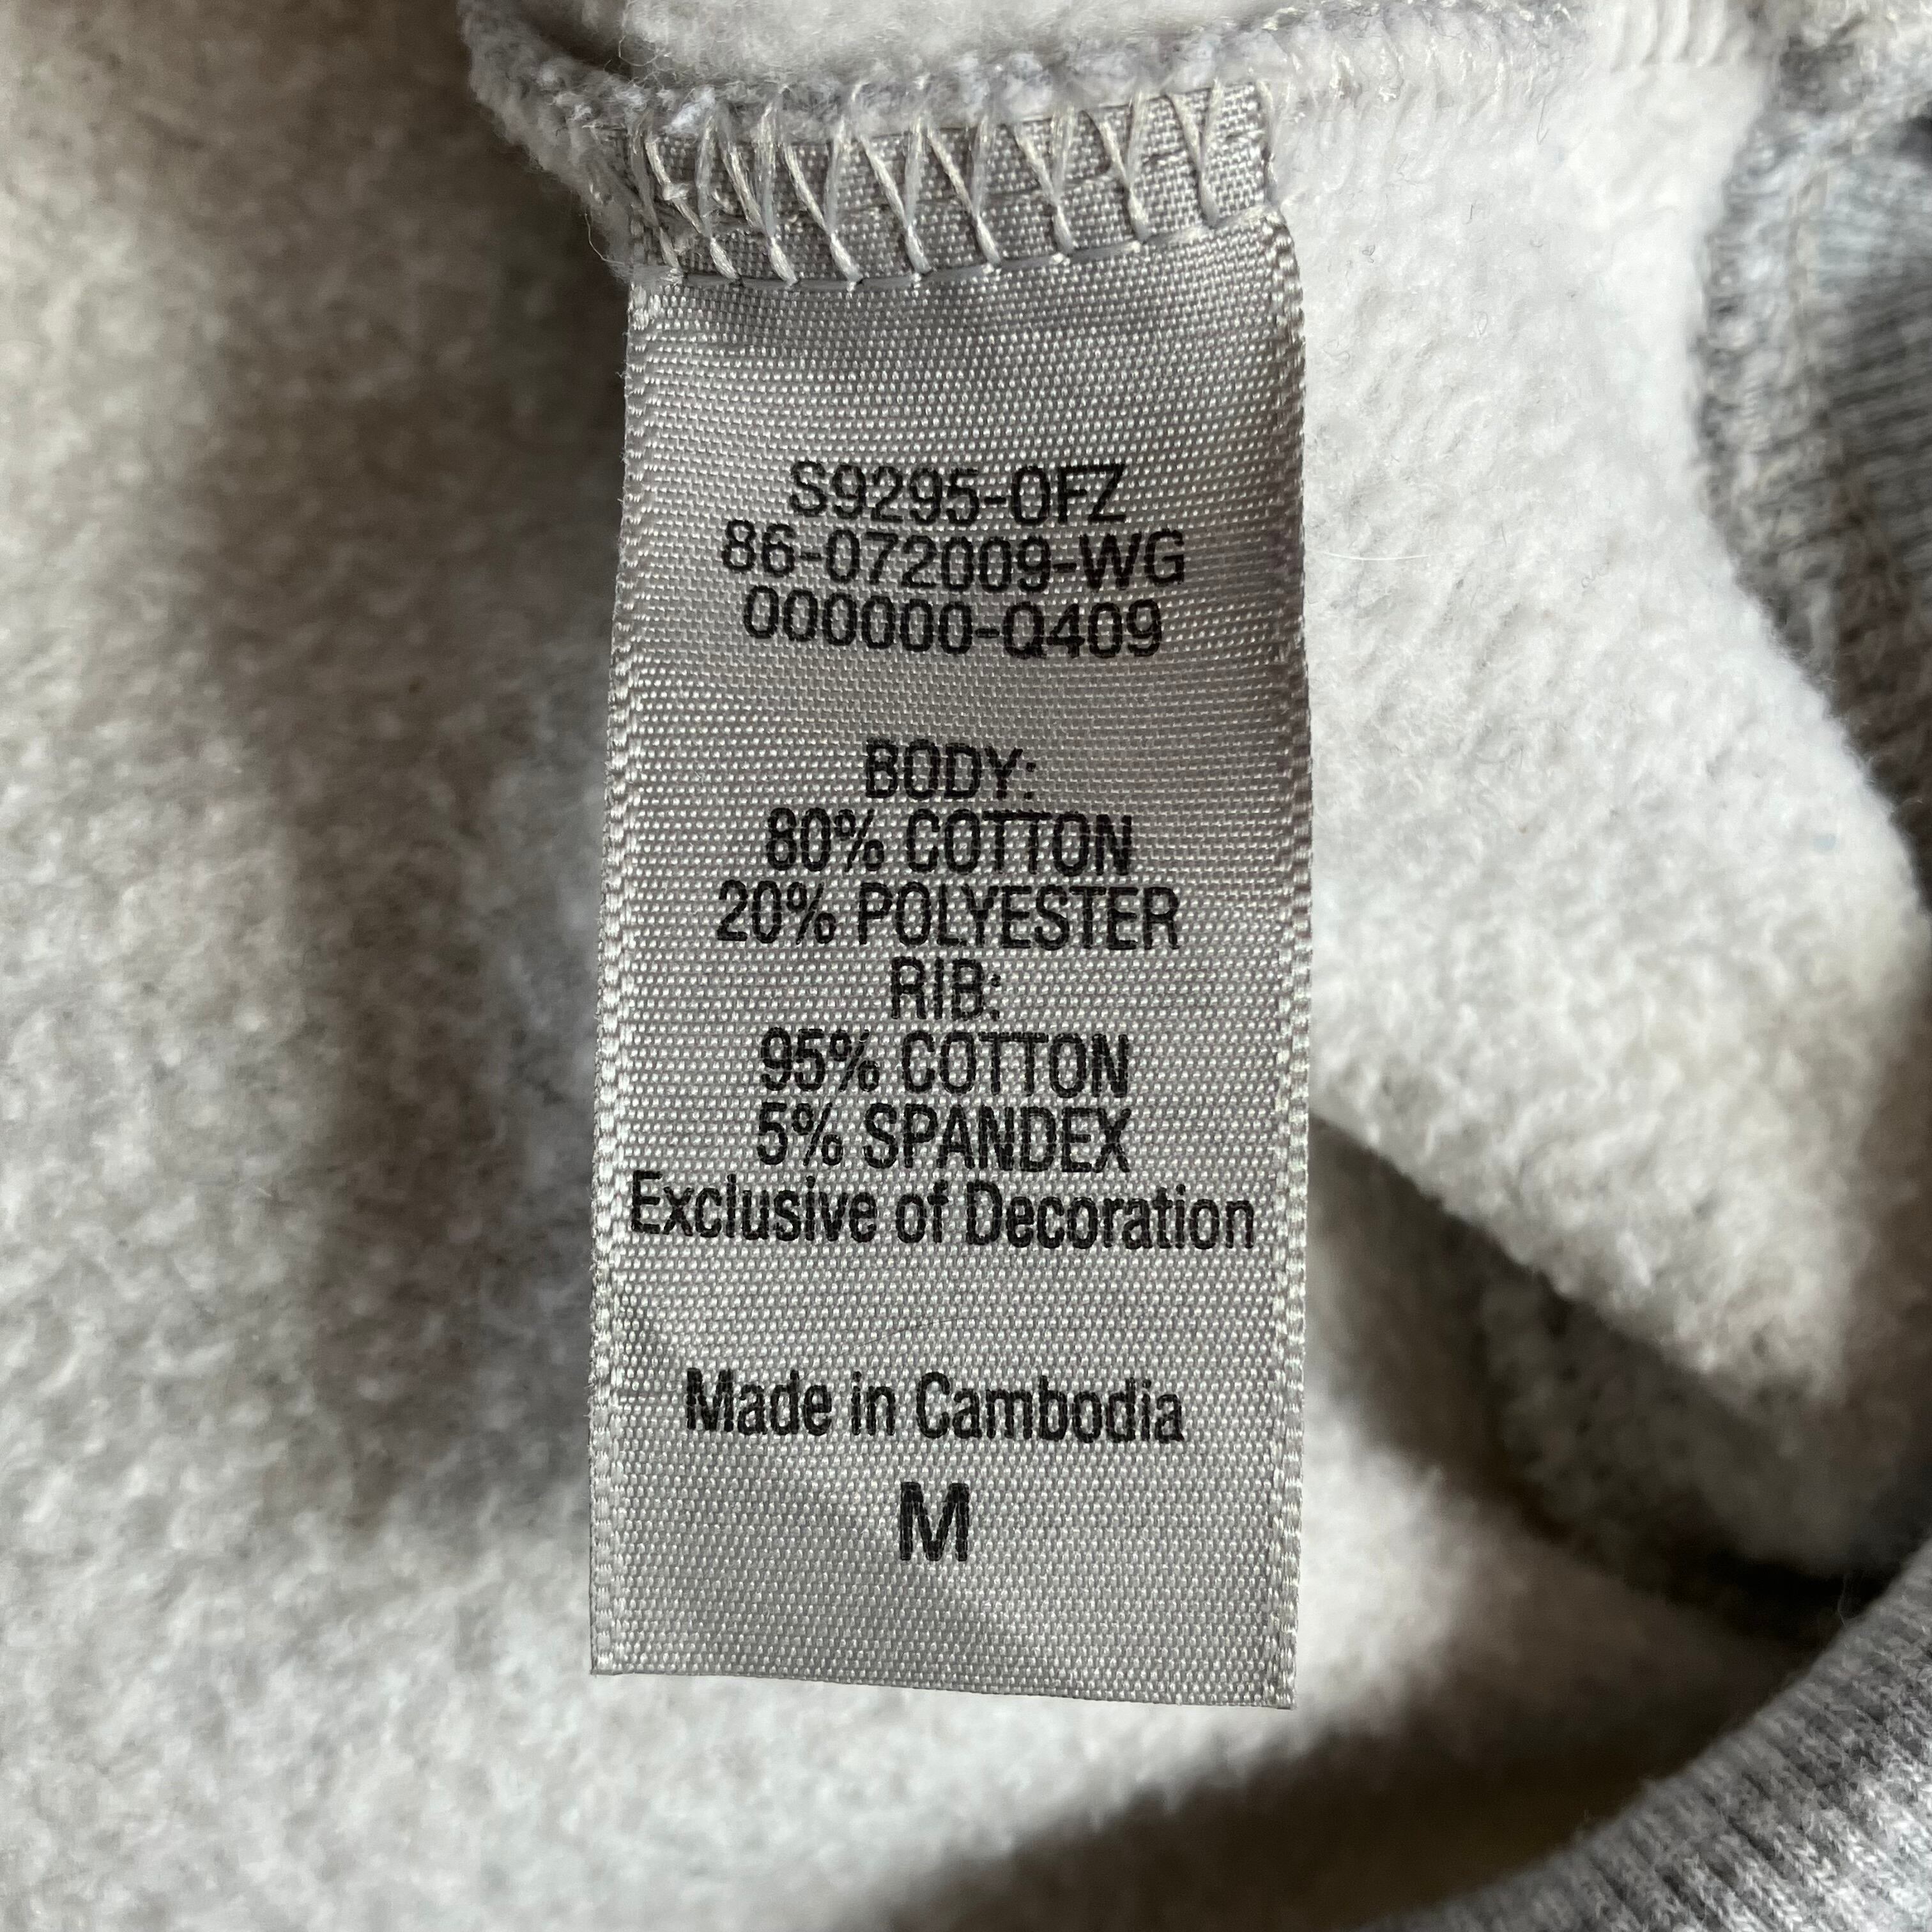 S9295-OFZ
86-072009-WG
000000-Q409
BODY:
80% COTTON
20% POLYESTER
RIB:
95% COTTON
5% SPANDEX
Exclusive of Decoration
Made in Cambodia
M